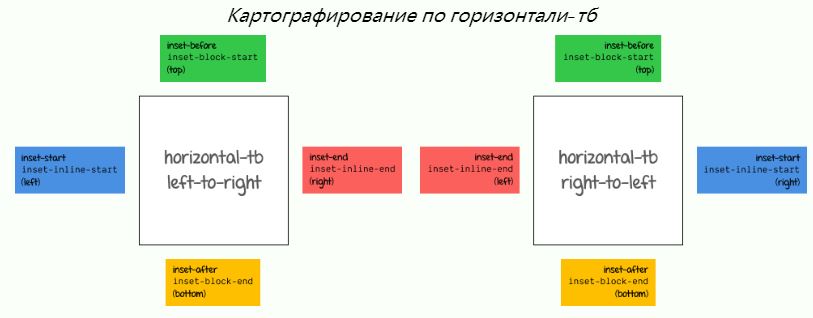 Картографирование по горизонтали-тб
inset-before
inset-block-start
(top)
inset-start
inset-inline-start
(left)
horizontal-tb
left-to-right
inset-end
inset-inline-end
(right)
inset-after
inset-block-end
(bottom)
inset-before
inset-block-start
(top)
inset-end
inset-inline-end
(left)
horizontal-tb
right-to-left
inset-start
inset-inline-start
(right)
inset-after
inset-block-end
(bottom)